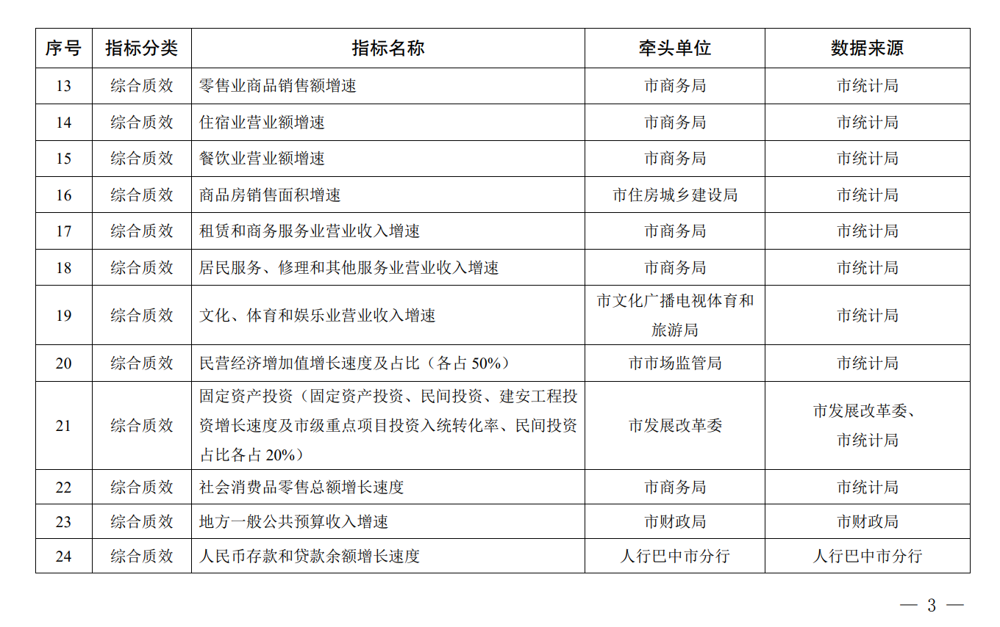 序号 指标分类 指标名称 牵头单位 数据来源
13 综合质效 零售业商品销售额增速 市商务局 市统计局
14 综合质效 住宿业营业额增速 市商务局 市统计局
15 综合质效 餐饮业营业额增速 市商务局 市统计局
16 综合质效 商品房销售面积增速 市住房城乡建设局 市统计局
17 综合质效 租赁和商务服务业营业收入增速 市商务局 市统计局
18 综合质效 居民服务、修理和其他服务业营业收入增速 市商务局 市统计局
19 综合质效 文化、体育和娱乐业营业收入增速 市文化广播电视体育和
旅游局 市统计局
20 综合质效 民营经济增加值增长速度及占比（各占 50%） 市市场监管局 市统计局
21 综合质效 固定资产投资（固定资产投资、民间投资、建安工程投
资增长速度及市级重点项目投资入统转化率、民间投资
占比各占 20%） 市发展改革委 市发展改革委、
市统计局
22 综合质效 社会消费品零售总额增长速度 市商务局 市统计局
23 综合质效 地方一般公共预算收入增速 市财政局 市财政局
24 综合质效 人民币存款和贷款余额增长速度 人行巴中市分行 人行巴中市分行
— 3 —